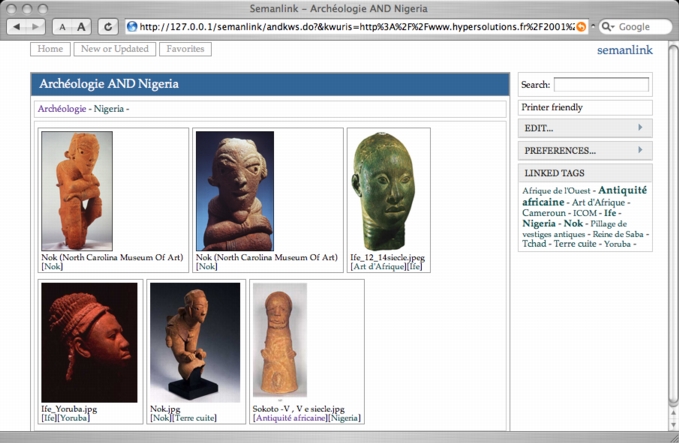 Semanlink – Archéologie AND Nigeria
A A
http://127.0.0.1/semanlink/andkws.do?&kwuris=http%3A%2F%2Fwww.hypersolutions.fr%2F2001%2
Google
Home New or Updated Favorites
semanlink
Archéologie AND Nigeria
Archéologie - Nigeria -
Nok (North Carolina Museum Of Art)
[Nok]
Nok (North Carolina Museum Of Art)
[Nok]
Ife_12_14siecle.jpeg
[Art d'Afrique][Ife]
Ife_Yoruba.jpg
[Ife][Yoruba]
Nok.jpg
[Nok][Terre cuite]
Sokoto -V , V e siecle.jpg
[Antiquité africaine][Nigeria]
Search:
Printer friendly
EDIT...
PREFERENCES...
LINKED TAGS
Afrique de l'Ouest - Antiquité
africaine - Art d'Afrique -
Cameroun - ICOM - Ife -
Nigeria - Nok - Pillage de
vestiges antiques - Reine de Saba -
Tchad - Terre cuite - Yoruba -